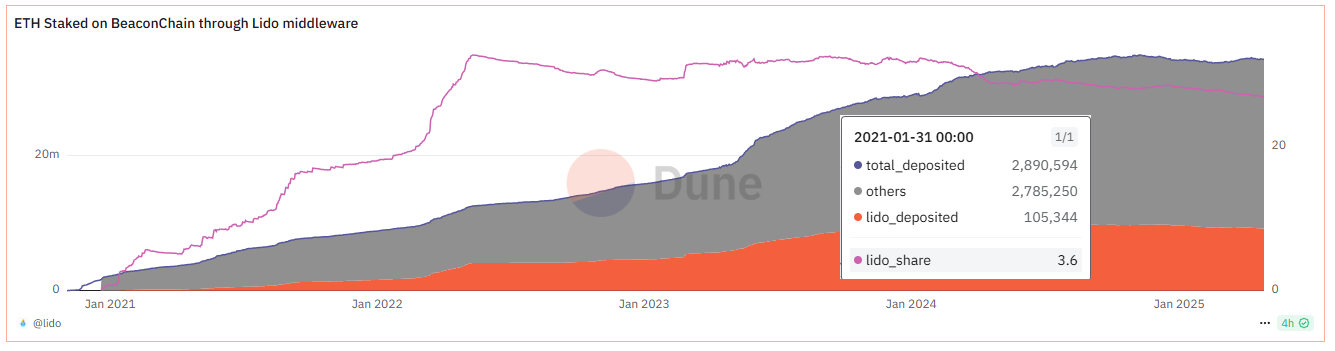 ETH Staked on BeaconChain through Lido middleware
2021-01-31 00:00 1/1
total_deposited 2,890,594
others 2,785,250
lido_deposited 105,344
lido_share 3.6
20m
20
Dune
0
0
Jan 2021 Jan 2022 Jan 2023 Jan 2024 Jan 2025
@lido
4h